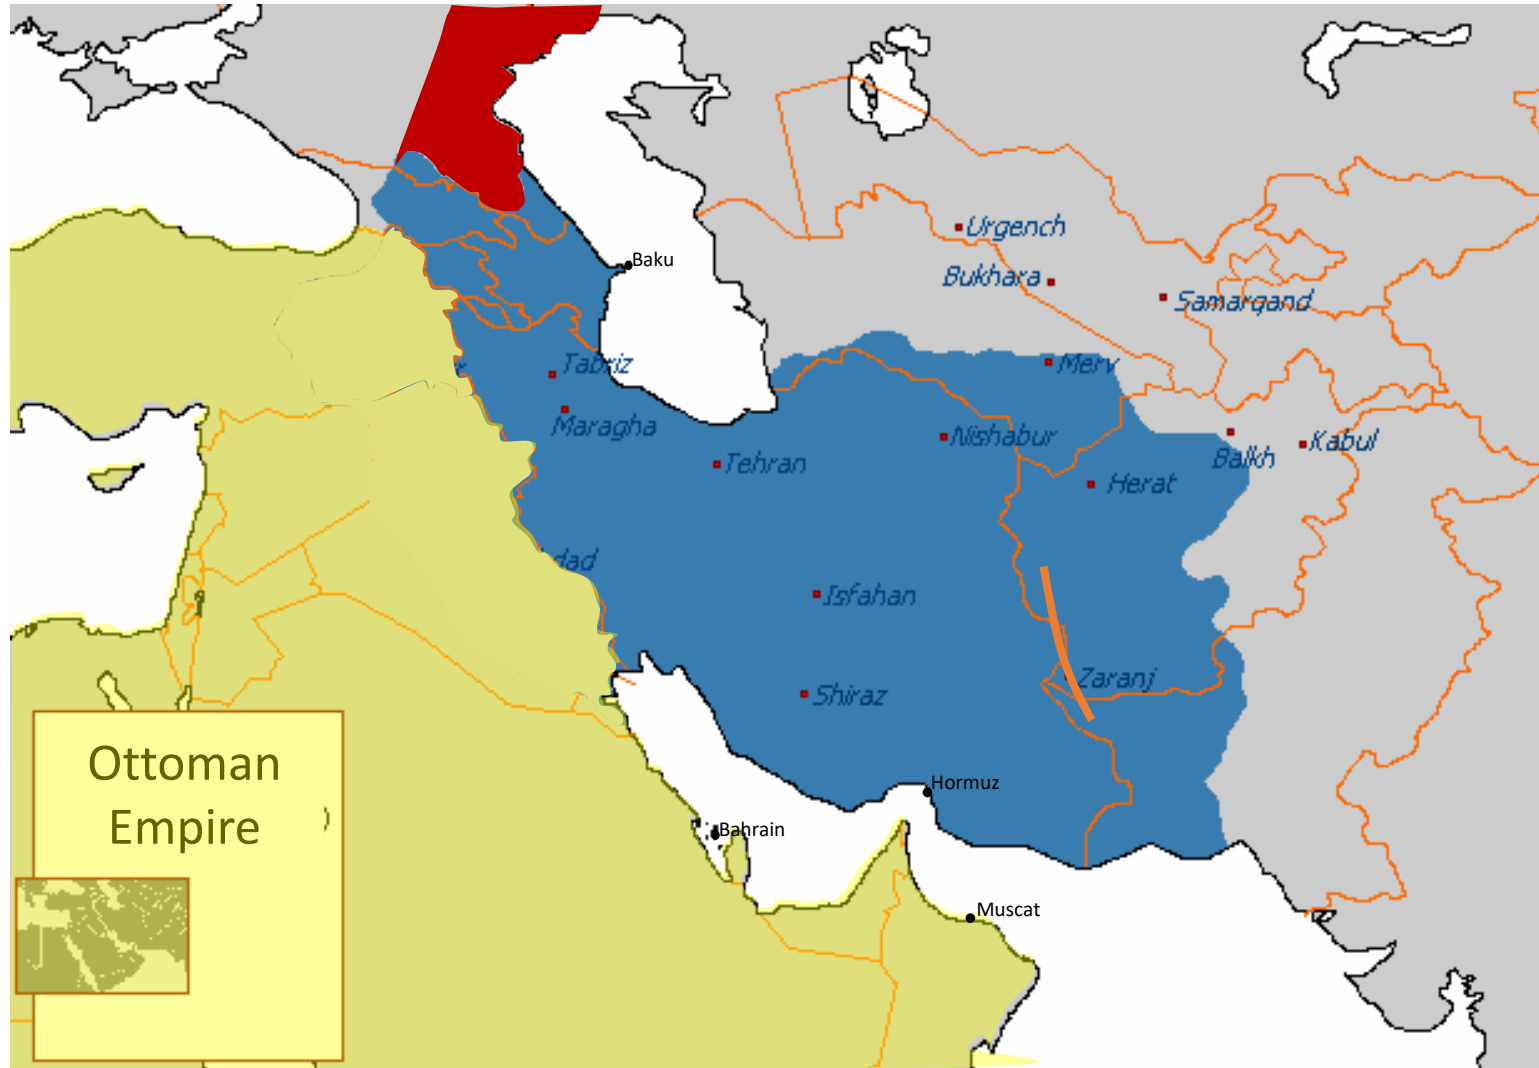 Baku
Urgench
Bukhara
Samarqand
Tabriz
Merv
Maragha
Nishabur
Balkh
Kabul
Tehran
Herat
dad
Isfahan
Zaranj
Shiraz
Ottoman
Empire
Hormuz
Bahrain
Muscat